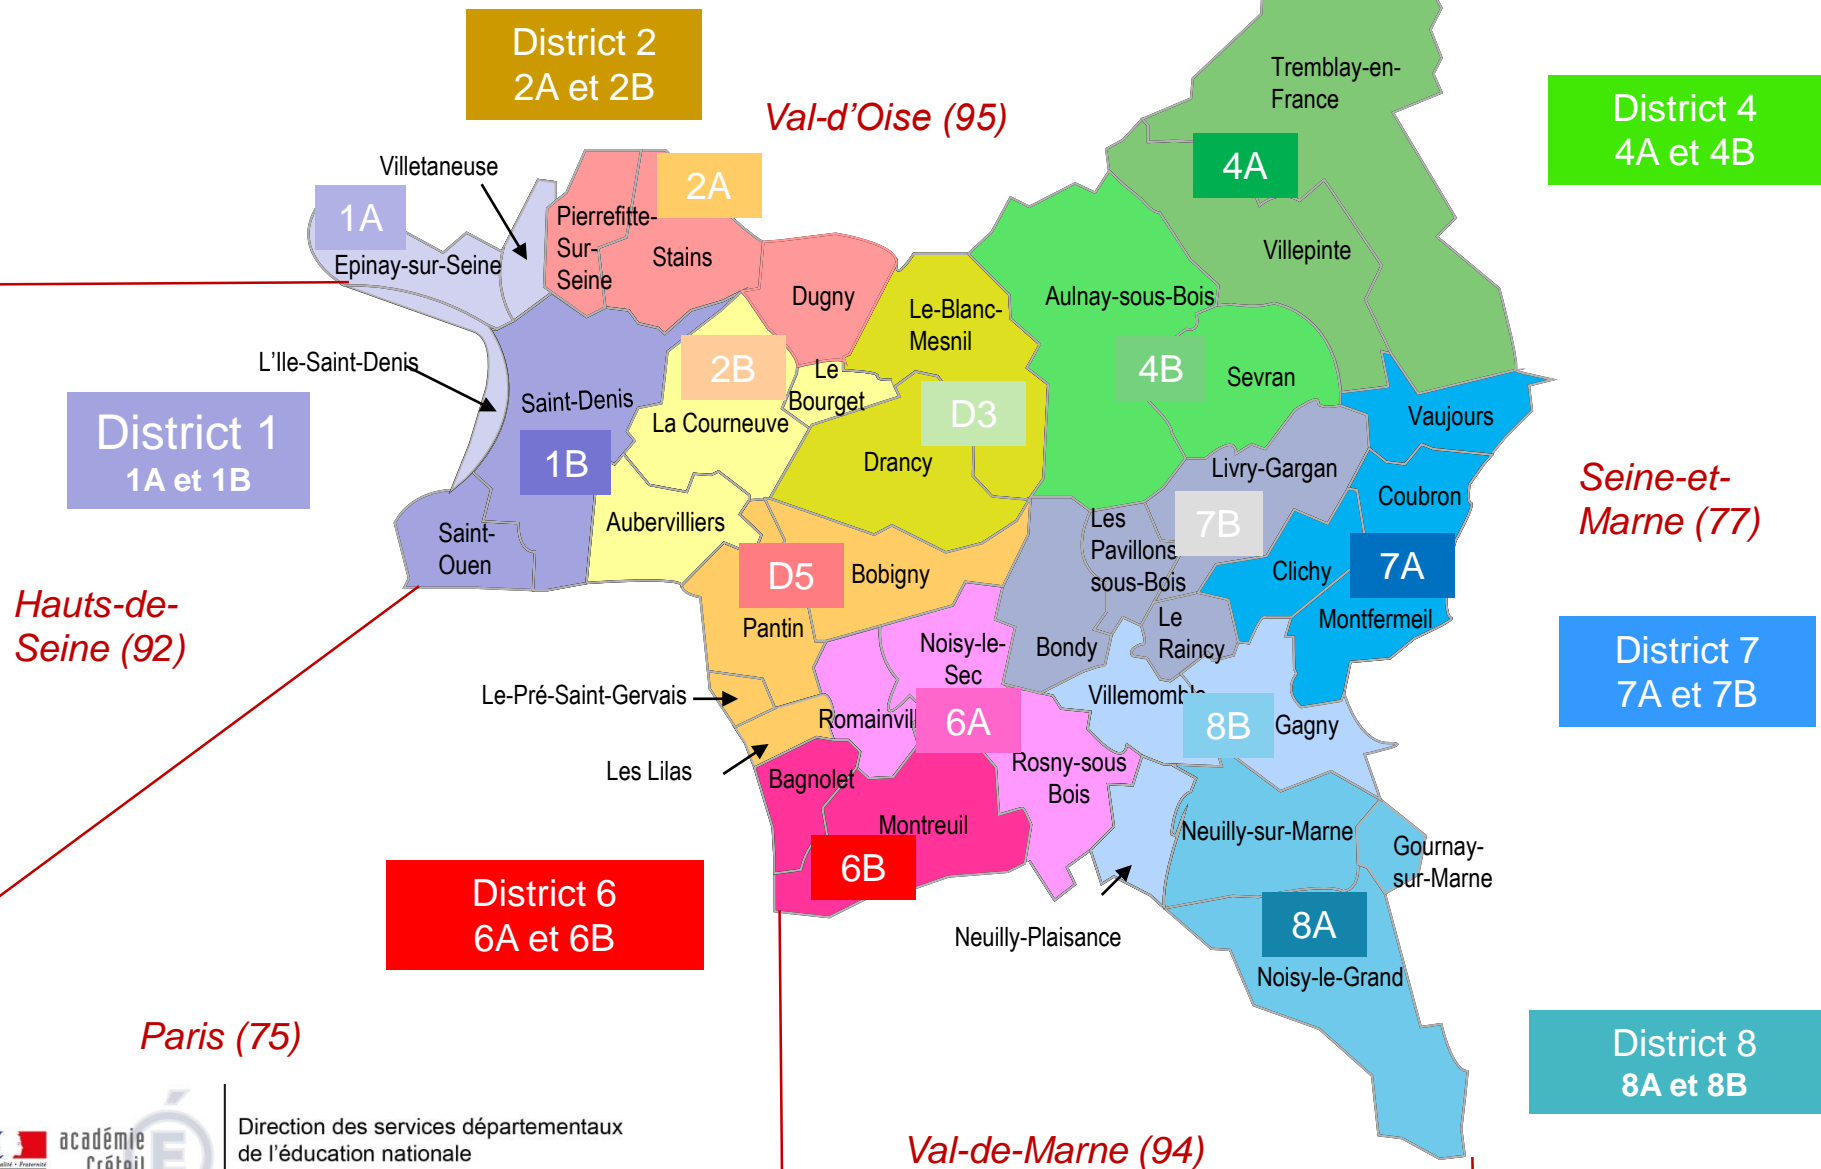 District 2
2A et 2B
Val-d'Oise (95)
Tremblay-en-
France
District 4
4A et 4B
4A
Villetaneuse
2A
1A
Pierrefitte-
Sur-
Seine
Stains
Epinay-sur-Seine
Villepinte
Dugny
Aulnay-sous-Bois
Le-Blanc-
Mesnil
L'Ile-Saint-Denis
2B
Le
Bourget
4B
Sevran
Saint-Denis
La Courneuve
D3
Vaujours
District 1
1A et 1B
1B
Drancy
Livry-Gargan
Coubron
Seine-et-
Marne (77)
Aubervilliers
7B
Les
Pavillons
sous-Bois
Saint-
Ouen
D5
Bobigny
Clichy
7A
Hauts-de-
Seine (92)
Pantin
Noisy-le-
Sec
Bondy
Le
Raincy
Montfermeil
District 7
7A et 7B
Le-Pré-Saint-Gervais
Villemomble
Romainvil
6A
8B
Gagny
Les Lilas
Bagnolet
Rosny-sous
Bois
Montreuil
Neuilly-sur-Marne
Gournay-
sur-Marne
6B
District 6
6A et 6B
Neuilly-Plaisance
8A
Noisy-le-Grand
Paris (75)
District 8
8A et 8B
académie
Créteil
Direction des services départementaux
de l'éducation nationale
Val-de-Marne (94)